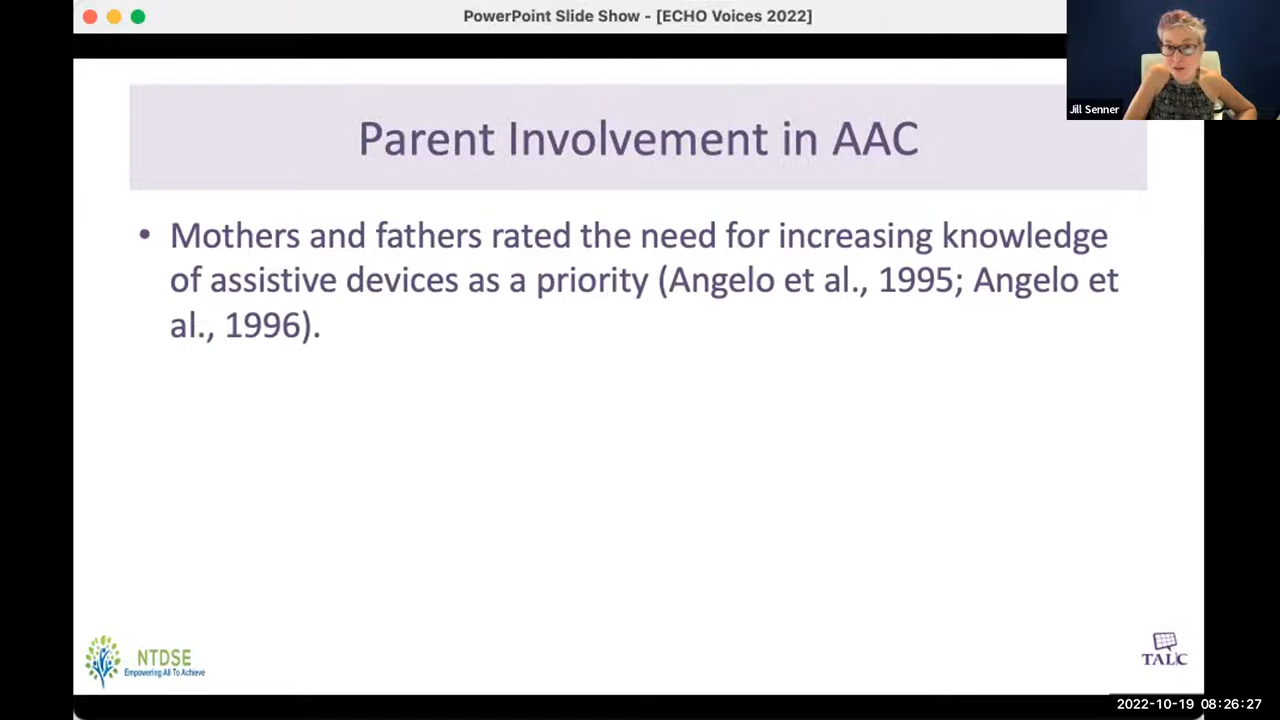 PowerPoint Slide Show - [ECHO Voices 2022]
Jill Senner
Parent Involvement in AAC
• Mothers and fathers rated the need for increasing knowledge
of assistive devices as a priority (Angelo et al., 1995; Angelo et
al., 1996).
NTDSE
Empowering All To Achieve
TALC
2022-10-19 08:26:27